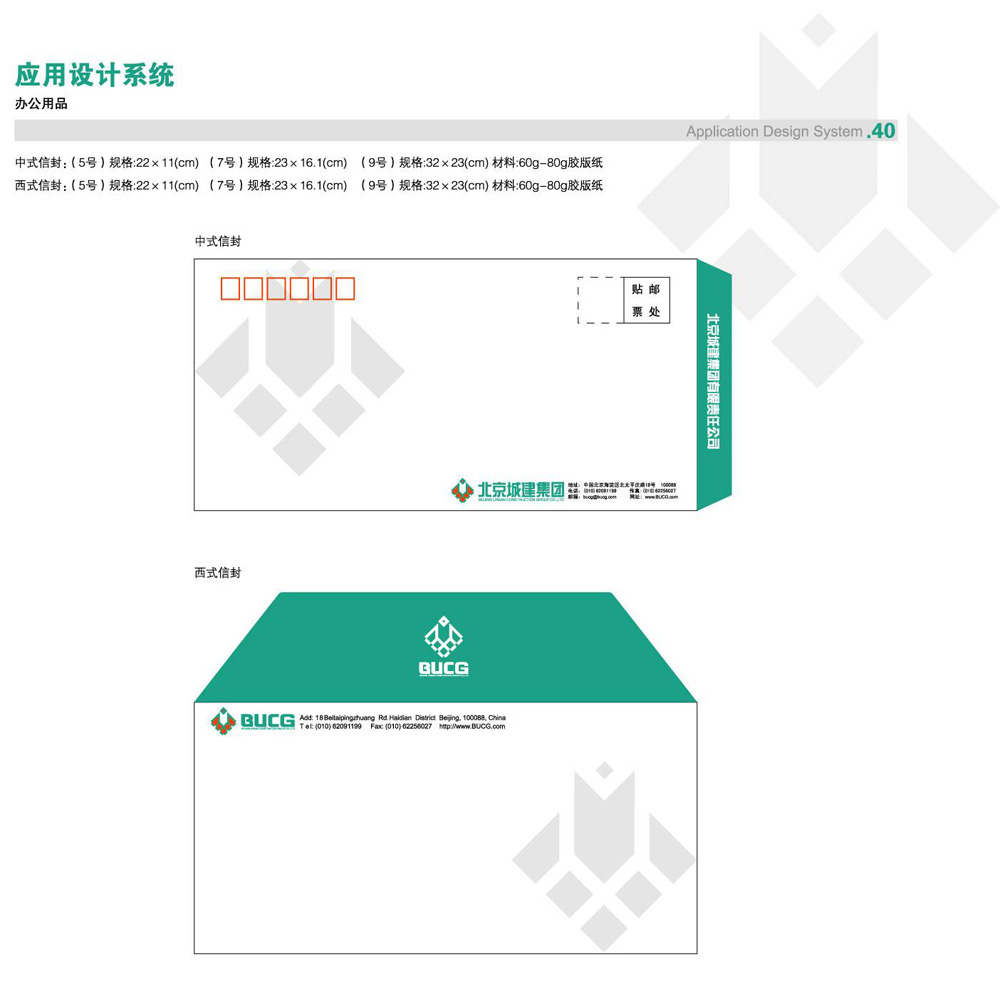 应用设计系统
办公用品
Application Design System .40
中式信封:(5号)规格:22×11(cm) (7号)规格:23×16.1(cm) (9号)规格:32×23(cm) 材料:60g-80g胶版纸
西式信封:(5号)规格:22×11(cm) (7号)规格:23×16.1(cm) (9号)规格:32×23(cm) 材料:60g-80g胶版纸
中式信封
贴 邮
票 处
北京城建集团有限责任公司
北京城建集团
BEIJING URBAN CONSTRUCTION GROUP CO.,LTD
地址: 中国北京海淀区北太平庄路18号 100088
电话: (010) 62091199 传真: (010) 62256027
邮箱: bucg@bucg.com 网址: www.BUCG.com
西式信封
BUCG
BUCG
Add: 18 Beitaipingzhuang Rd. Haidian District Beijing, 100088, China
Tel: (010) 62091199 Fax: (010) 62256027 http://www.BUCG.com